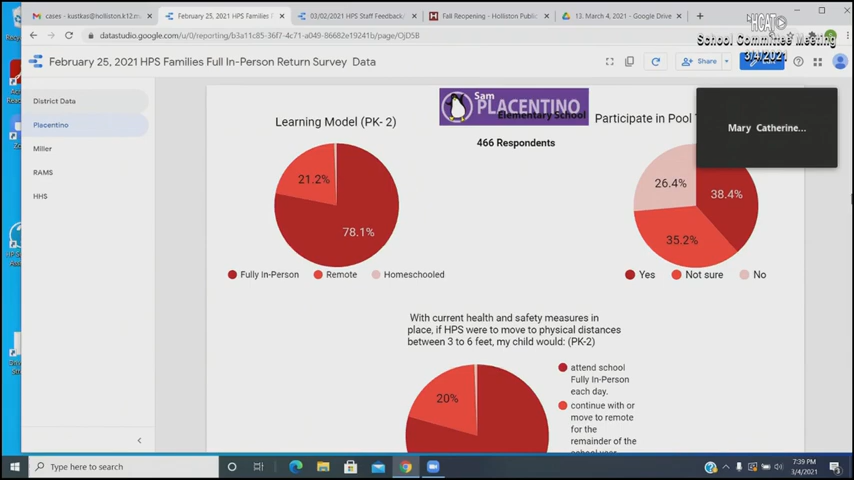 cases - kustkas@holliston.k12.m
February 25, 2021 HPS Families F
03/02/2021 HPS Staff Feedback/
Fall Reopening - Holliston Public
13. March 4, 2021 - Google Drive
HCAT
datastudio.google.com/u/0/reporting/b3a11c85-36f7-4c71-a049-86682e19241b/page/OjD5B
School Committee Meeting
3/4/2021
February 25, 2021 HPS Families Full In-Person Return Survey Data
Share
District Data
Placentino
Miller
RAMS
HHS
Sam
PLACENTINO
Elementary School
Learning Model (PK- 2)
466 Respondents
Participate in Pool
Mary Catherine...
21.2%
78.1%
26.4%
38.4%
35.2%
Fully In-Person Remote Homeschooled
Yes Not sure No
With current health and safety measures in
place, if HPS were to move to physical distances
between 3 to 6 feet, my child would: (PK-2)
20%
attend school
Fully In-Person
each day.
continue with or
move to remote
for the
remainder of the
school year
Type here to search
7:39 PM
3/4/2021